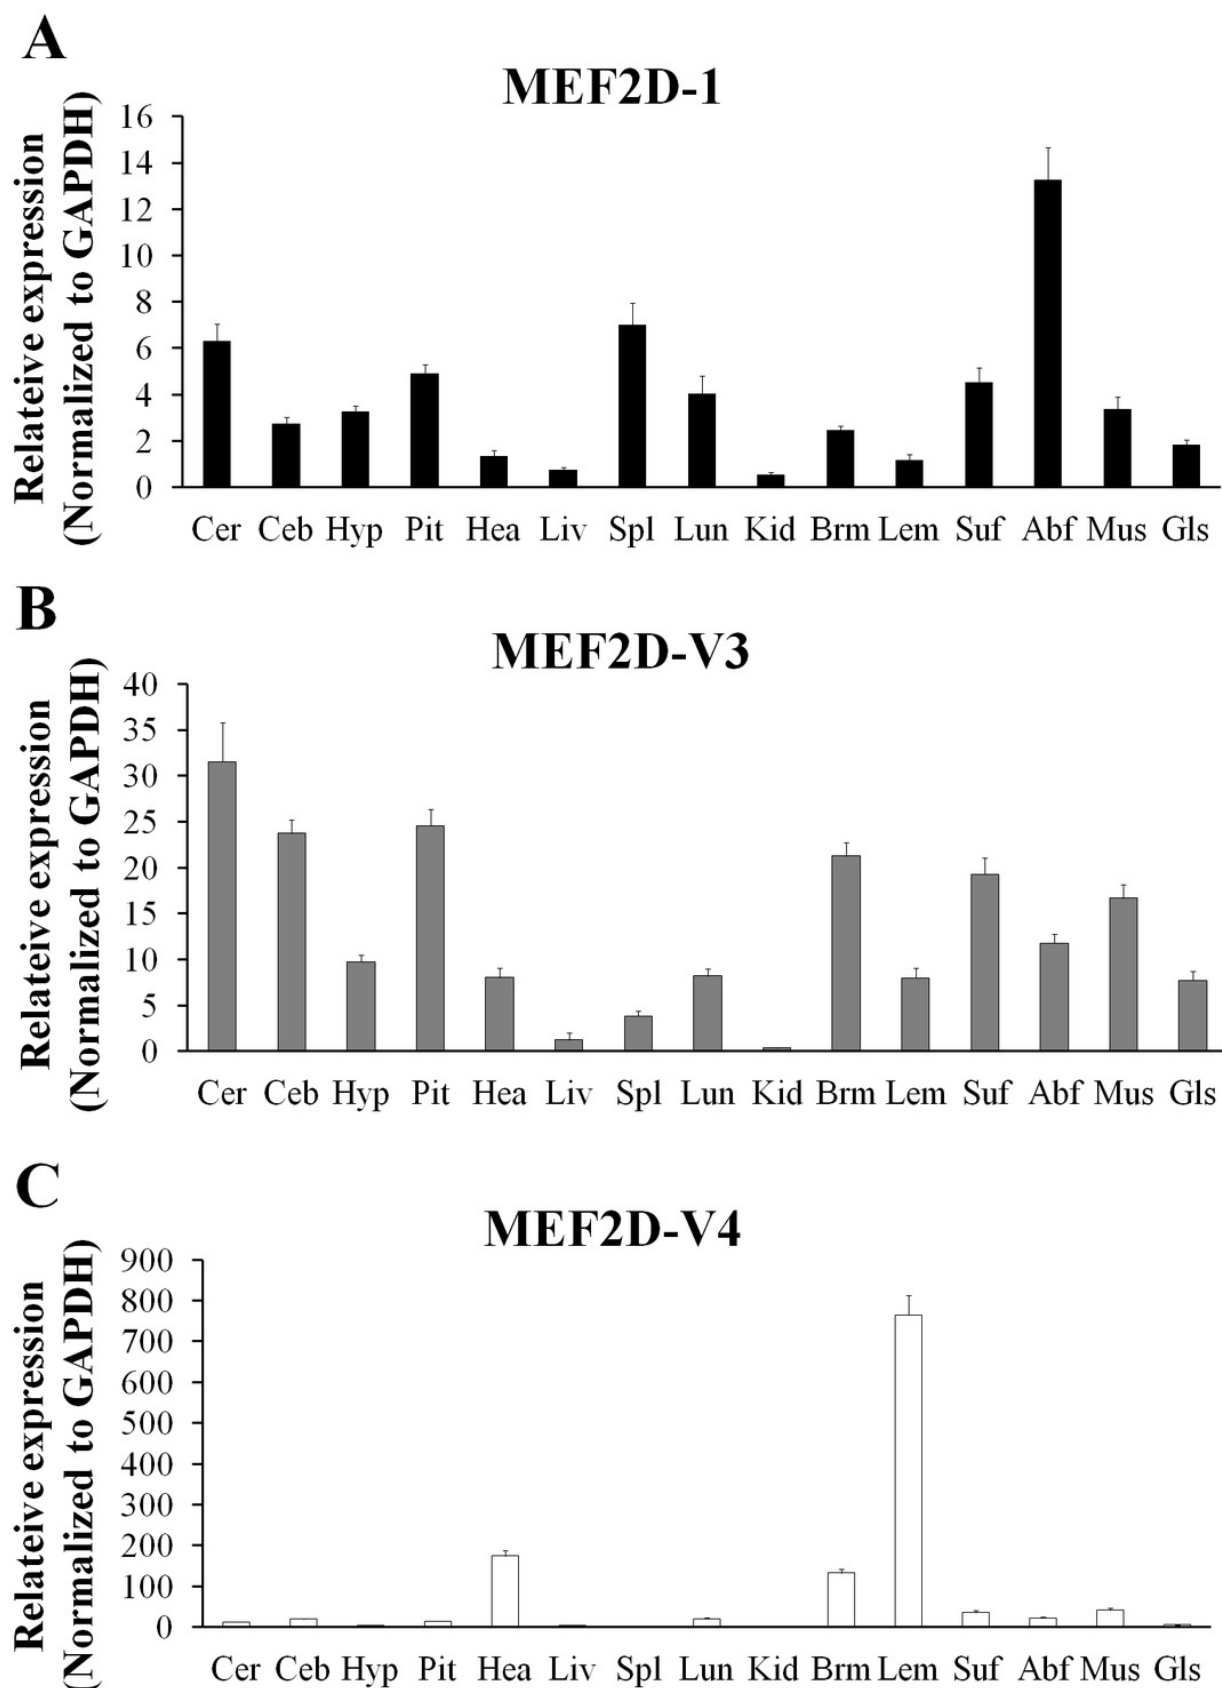 A
MEF2D-1
Relateive expression
(Normalized to GAPDH)
16
14
12
10
8
6
4
2
0
Cer Ceb Hyp Pit Hea Liv Spl Lun Kid Brm Lem Suf Abf Mus Gls
B
MEF2D-V3
Relateive expression
(Normalized to GAPDH)
40
35
30
25
20
15
10
5
0
Cer Ceb Hyp Pit Hea Liv Spl Lun Kid Brm Lem Suf Abf Mus Gls
C
MEF2D-V4
Relateive expression
(Normalized to GAPDH)
900
800
700
600
500
400
300
200
100
0
Cer Ceb Hyp Pit Hea Liv Spl Lun Kid Brm Lem Suf Abf Mus Gls